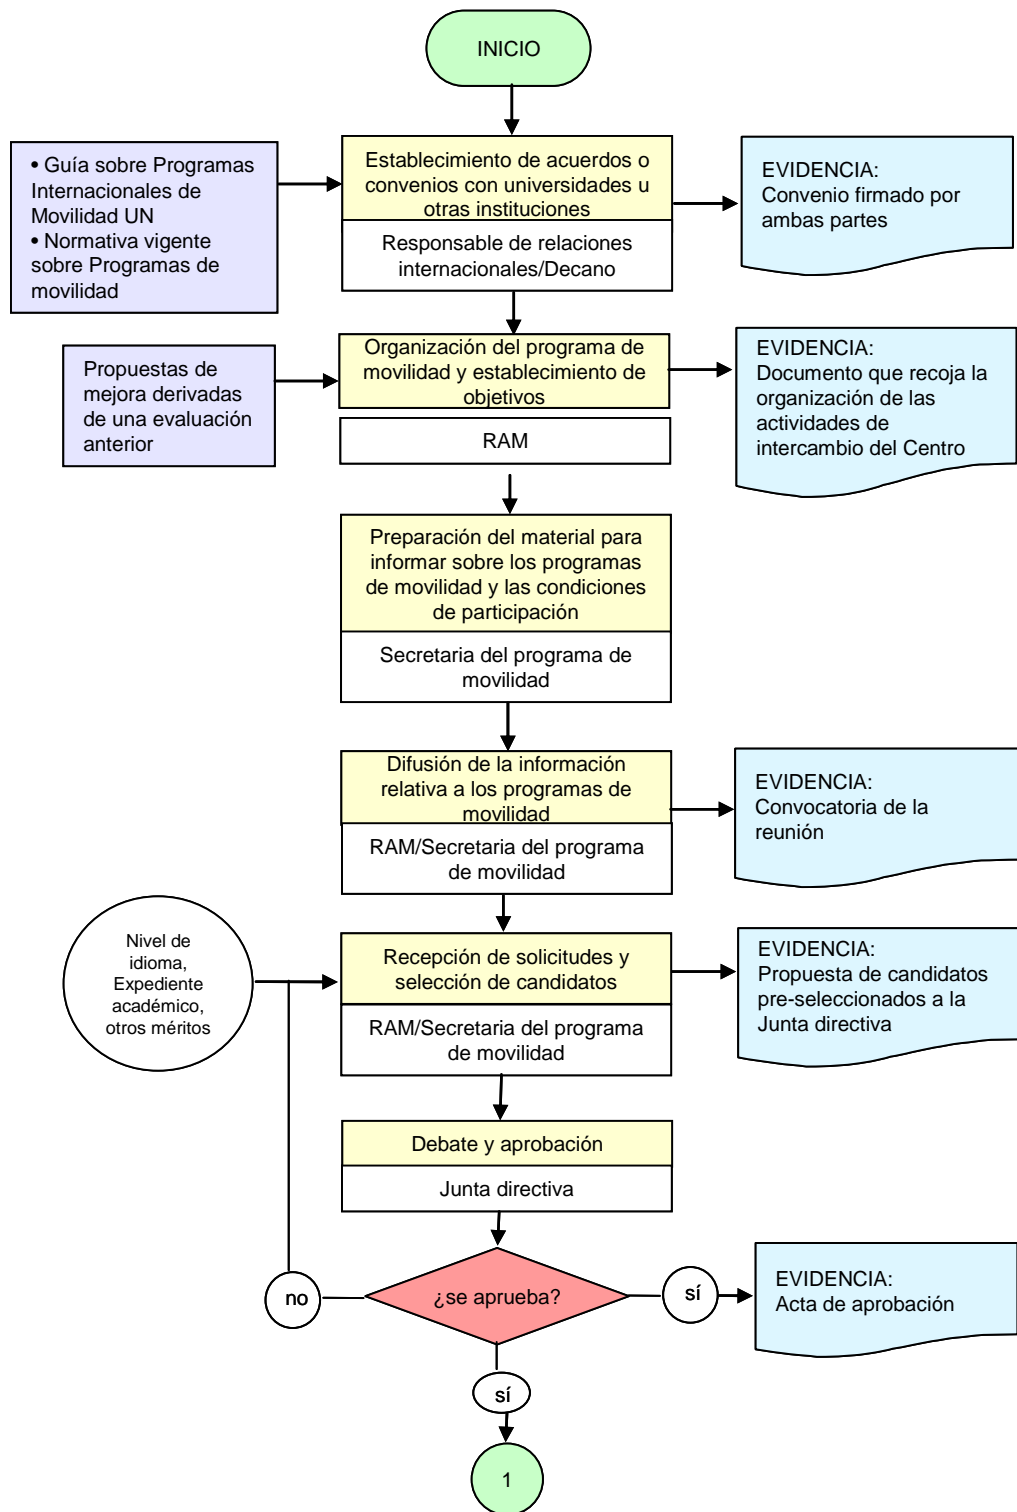 INICIO
• Guía sobre Programas
Internacionales de
Movilidad UN
• Normativa vigente
sobre Programas de
movilidad
Establecimiento de acuerdos o
convenios con universidades u
otras instituciones
Responsable de relaciones
internacionales/Decano
EVIDENCIA:
Convenio firmado por
ambas partes
Propuestas de
mejora derivadas
de una evaluación
anterior
Organización del programa de
movilidad y establecimiento de
objetivos
RAM
EVIDENCIA:
Documento que recoja la
organización de las
actividades de
intercambio del Centro
Preparación del material para
informar sobre los programas
de movilidad y las condiciones
de participación
Secretaria del programa de
movilidad
Difusión de la información
relativa a los programas de
movilidad
RAM/Secretaria del programa
de movilidad
EVIDENCIA:
Convocatoria de la
reunión
Nivel de
idioma,
Expediente
académico,
otros méritos
Recepción de solicitudes y
selección de candidatos
RAM/Secretaria del programa
de movilidad
EVIDENCIA:
Propuesta de candidatos
pre-seleccionados a la
Junta directiva
Debate y aprobación
Junta directiva
no
¿se aprueba?
sí
EVIDENCIA:
Acta de aprobación
sí
1